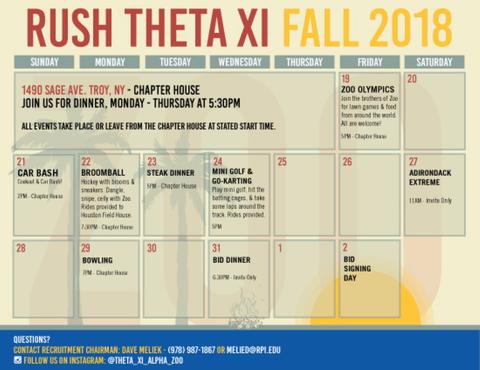 RUSH THETA XI FALL 2018
SUNDAY MONDAY TUESDAY WEDNESDAY THURSDAY FRIDAY SATURDAY
1490 SAGE AVE. TROY, NY - CHAPTER HOUSE
JOIN US FOR DINNER, MONDAY - THURSDAY AT 5:30PM
ALL EVENTS TAKE PLACE OR LEAVE FROM THE CHAPTER HOUSE AT STATED START TIME.
19
ZOO OLYMPICS
Join the brothers of Zoo
for lawn games & food
from around the world.
All are welcome!
5PM - Chapter House
20
21
CAR BASH
Cookout & Car Bash!
2PM - Chapter House
22
BROOMBALL
Hockey with brooms &
sneakers. Dangle,
snipe, celly with Zoo.
Rides provided to
Houston Field House.
7:30PM - Chapter House
23
STEAK DINNER
5PM - Chapter House
24
MINI GOLF &
GO-KARTING
Play mini golf, hit the
batting cages, & take
some laps around the
track. Rides provided.
5PM
25
26
27
ADIRONDACK
EXTREME
11AM - Invite Only
28
29
BOWLING
7PM - Chapter House
30
31
BID DINNER
6:30PM - Invite Only
1
2
BID
SIGNING
DAY
QUESTIONS?
CONTACT RECRUITMENT CHAIRMAN: DAVE MELIEK - (978) 987-1867 OR MELIED@RPI.EDU
FOLLOW US ON INSTAGRAM: @THETA_XI_ALPHA_ZOO